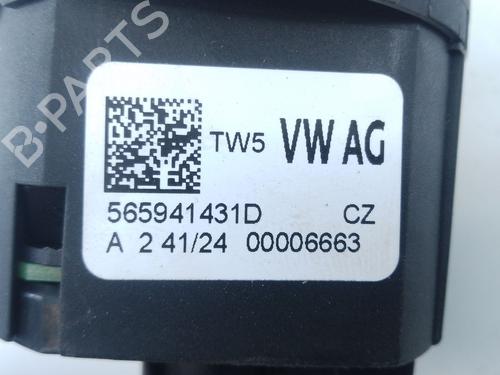 B-PARTS
TW5 VW AG
565941431D CZ
A 2 41/24 00006663